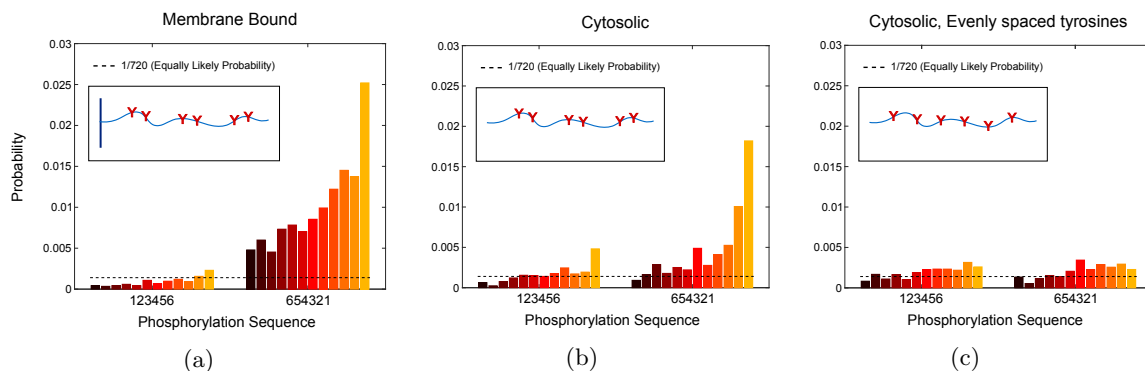 Membrane Bound
0.03
0.025
0.02
0.015
0.01
0.005
0
Probability
1/720 (Equally Likely Probability)
Y Y Y Y Y Y
123456
654321
Phosphorylation Sequence
(a)
Cytosolic
0.03
0.025
0.02
0.015
0.01
0.005
0
1/720 (Equally Likely Probability)
Y Y Y Y Y Y
123456
654321
Phosphorylation Sequence
(b)
Cytosolic, Evenly spaced tyrosines
0.03
0.025
0.02
0.015
0.01
0.005
0
1/720 (Equally Likely Probability)
Y Y Y Y Y Y
123456
654321
Phosphorylation Sequence
(c)